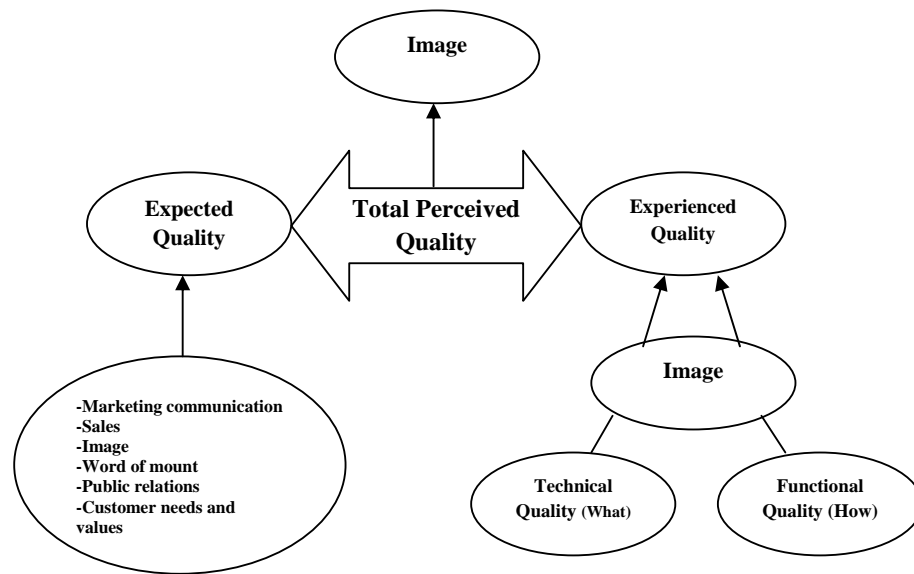 Image
Expected
Quality
Total Perceived
Quality
Experienced
Quality
-Marketing communication
-Sales
-Image
-Word of mount
-Public relations
-Customer needs and
values
Image
Technical
Quality (What)
Functional
Quality (How)